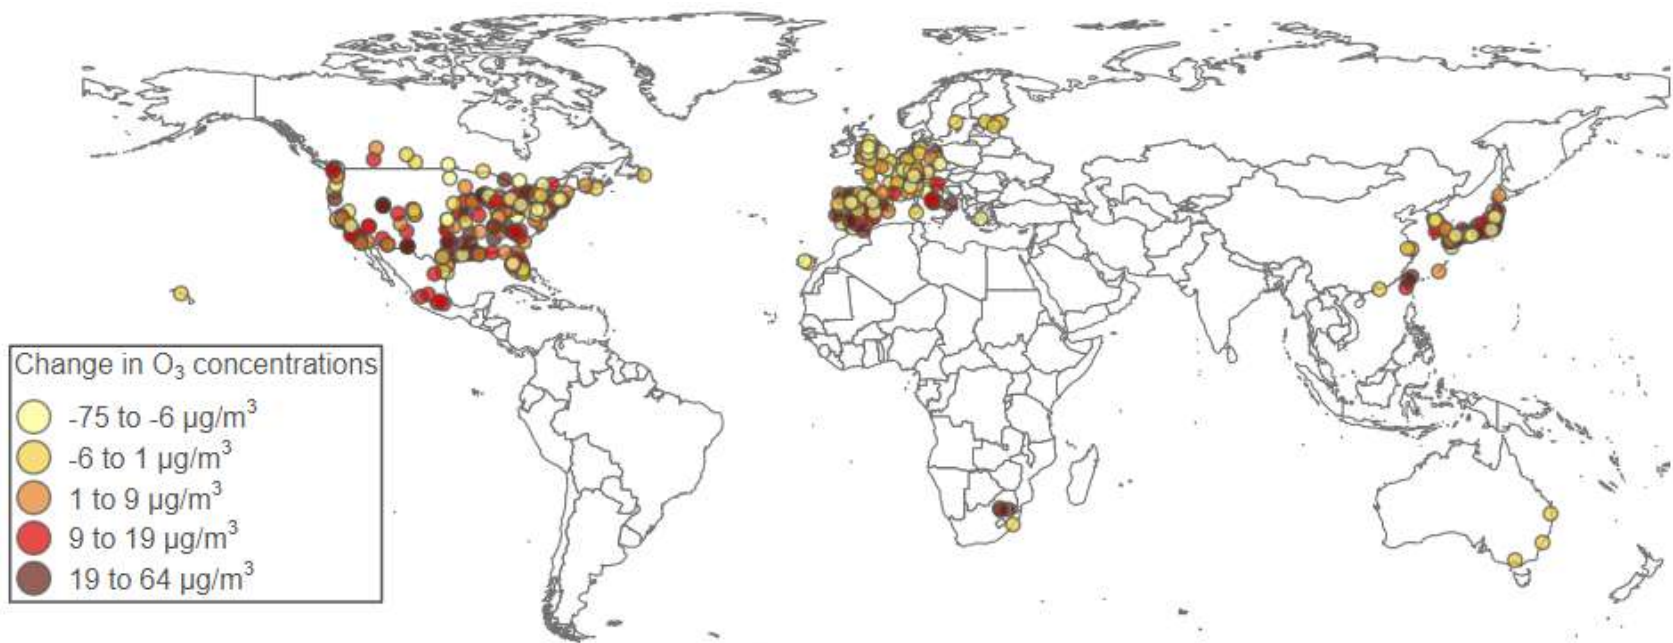 Change in O₃ concentrations
-75 to -6 µg/m³
-6 to 1 µg/m³
1 to 9 µg/m³
9 to 19 µg/m³
19 to 64 µg/m³